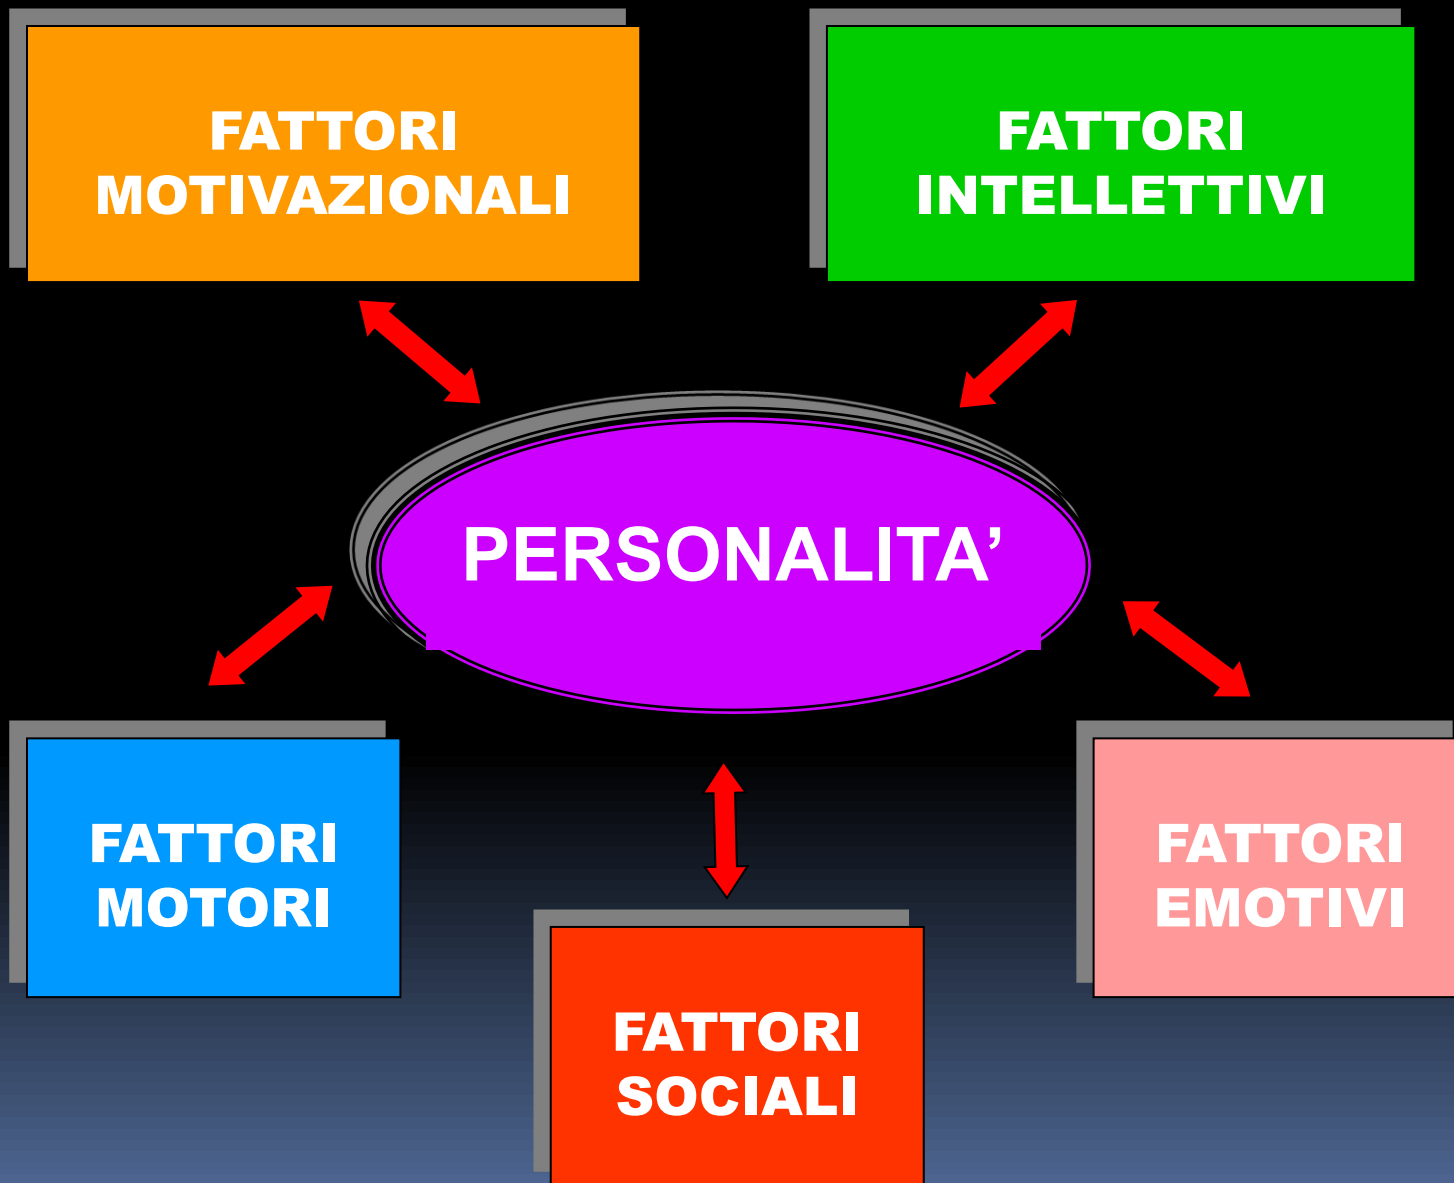 FATTORI
MOTIVAZIONALI
FATTORI
INTELLETTIVI
PERSONALITA’
FATTORI
MOTORI
FATTORI
EMOTIVI
FATTORI
SOCIALI